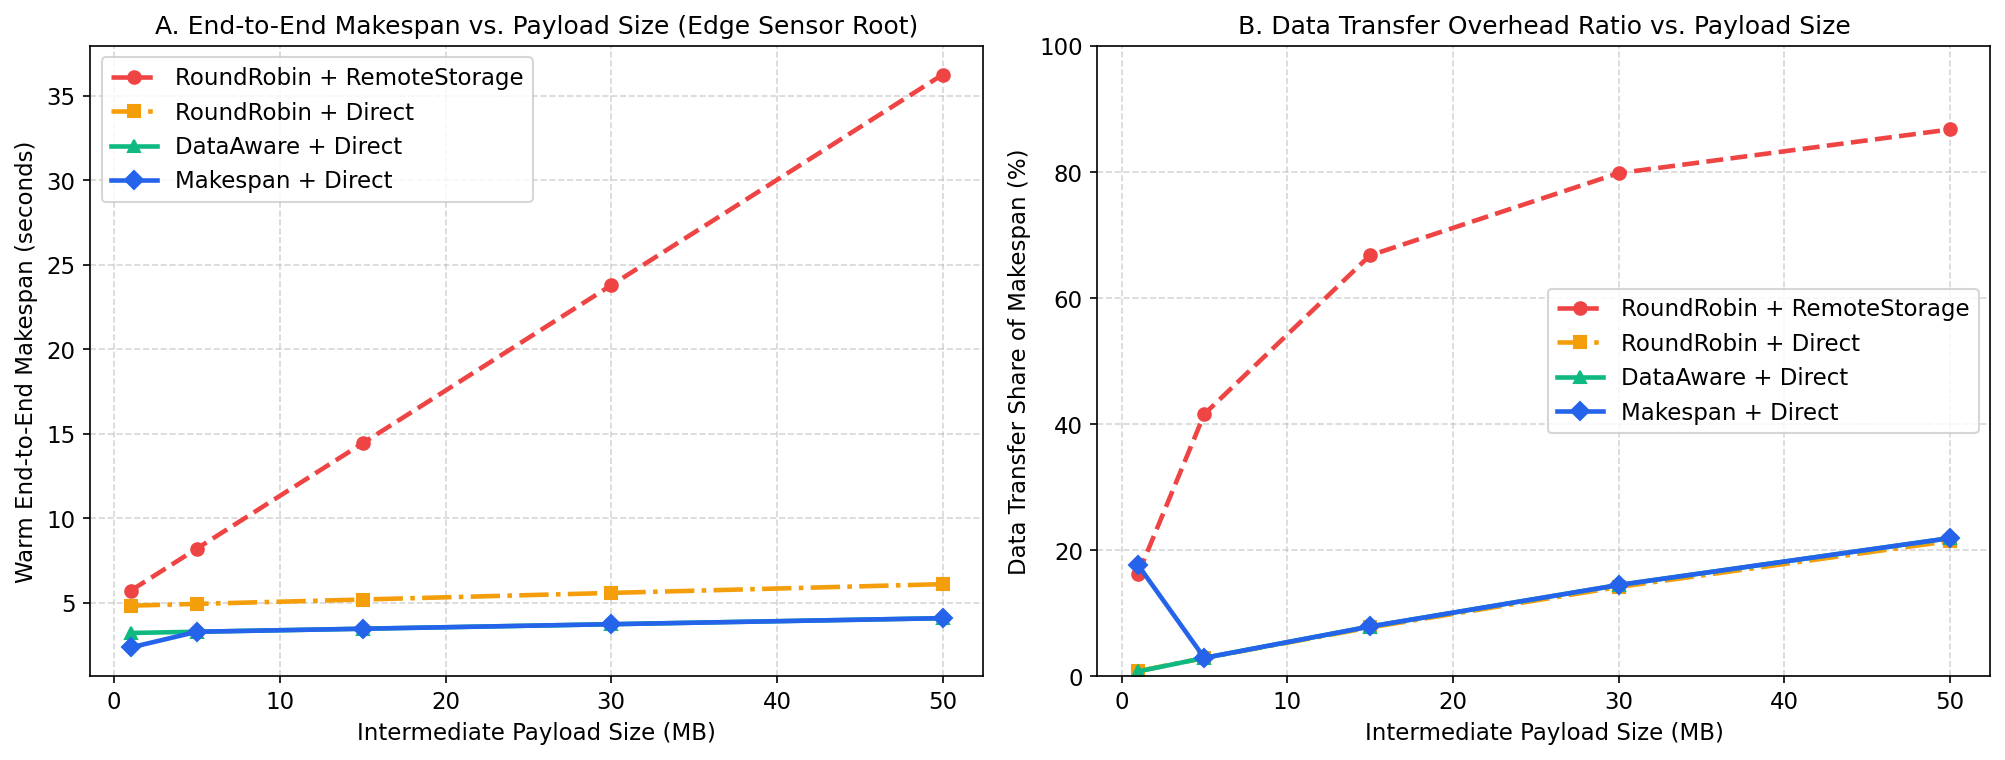 A. End-to-End Makespan vs. Payload Size (Edge Sensor Root)
Warm End-to-End Makespan (seconds)
35
30
25
20
15
10
5
RoundRobin + RemoteStorage
RoundRobin + Direct
DataAware + Direct
Makespan + Direct
0 10 20 30 40 50
Intermediate Payload Size (MB)
B. Data Transfer Overhead Ratio vs. Payload Size
Data Transfer Share of Makespan (%)
100
80
60
40
20
0
RoundRobin + RemoteStorage
RoundRobin + Direct
DataAware + Direct
Makespan + Direct
0 10 20 30 40 50
Intermediate Payload Size (MB)